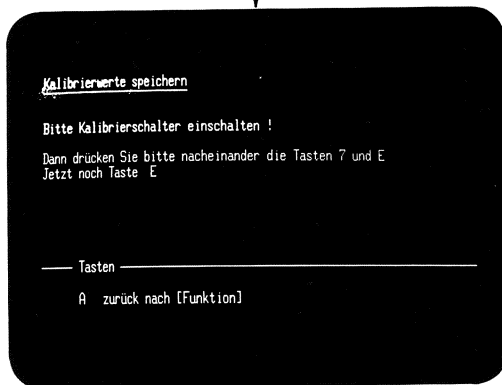 Kalibrierwerte speichern
Bitte Kalibrierschalter einschalten !
Dann drücken Sie bitte nacheinander die Tasten 7 und E
Jetzt noch Taste E
Tasten
A zurück nach [Funktion]